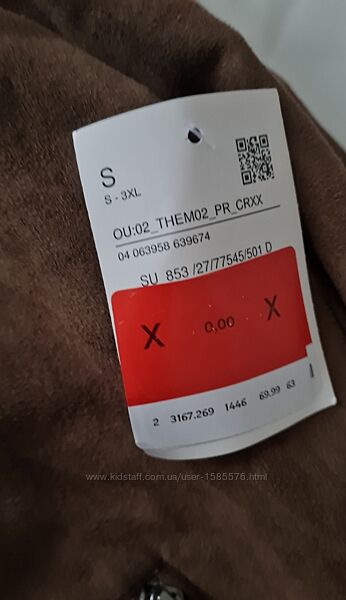 S
S - 3XL
OU:02_THEM02_PR_CRXX
04 063958 639674
SU 853 /27/77545/501 D
X 0,00 X
2 3167.269 1446 69.99 63
www.kidstaff.com.ua/user-1585576.html